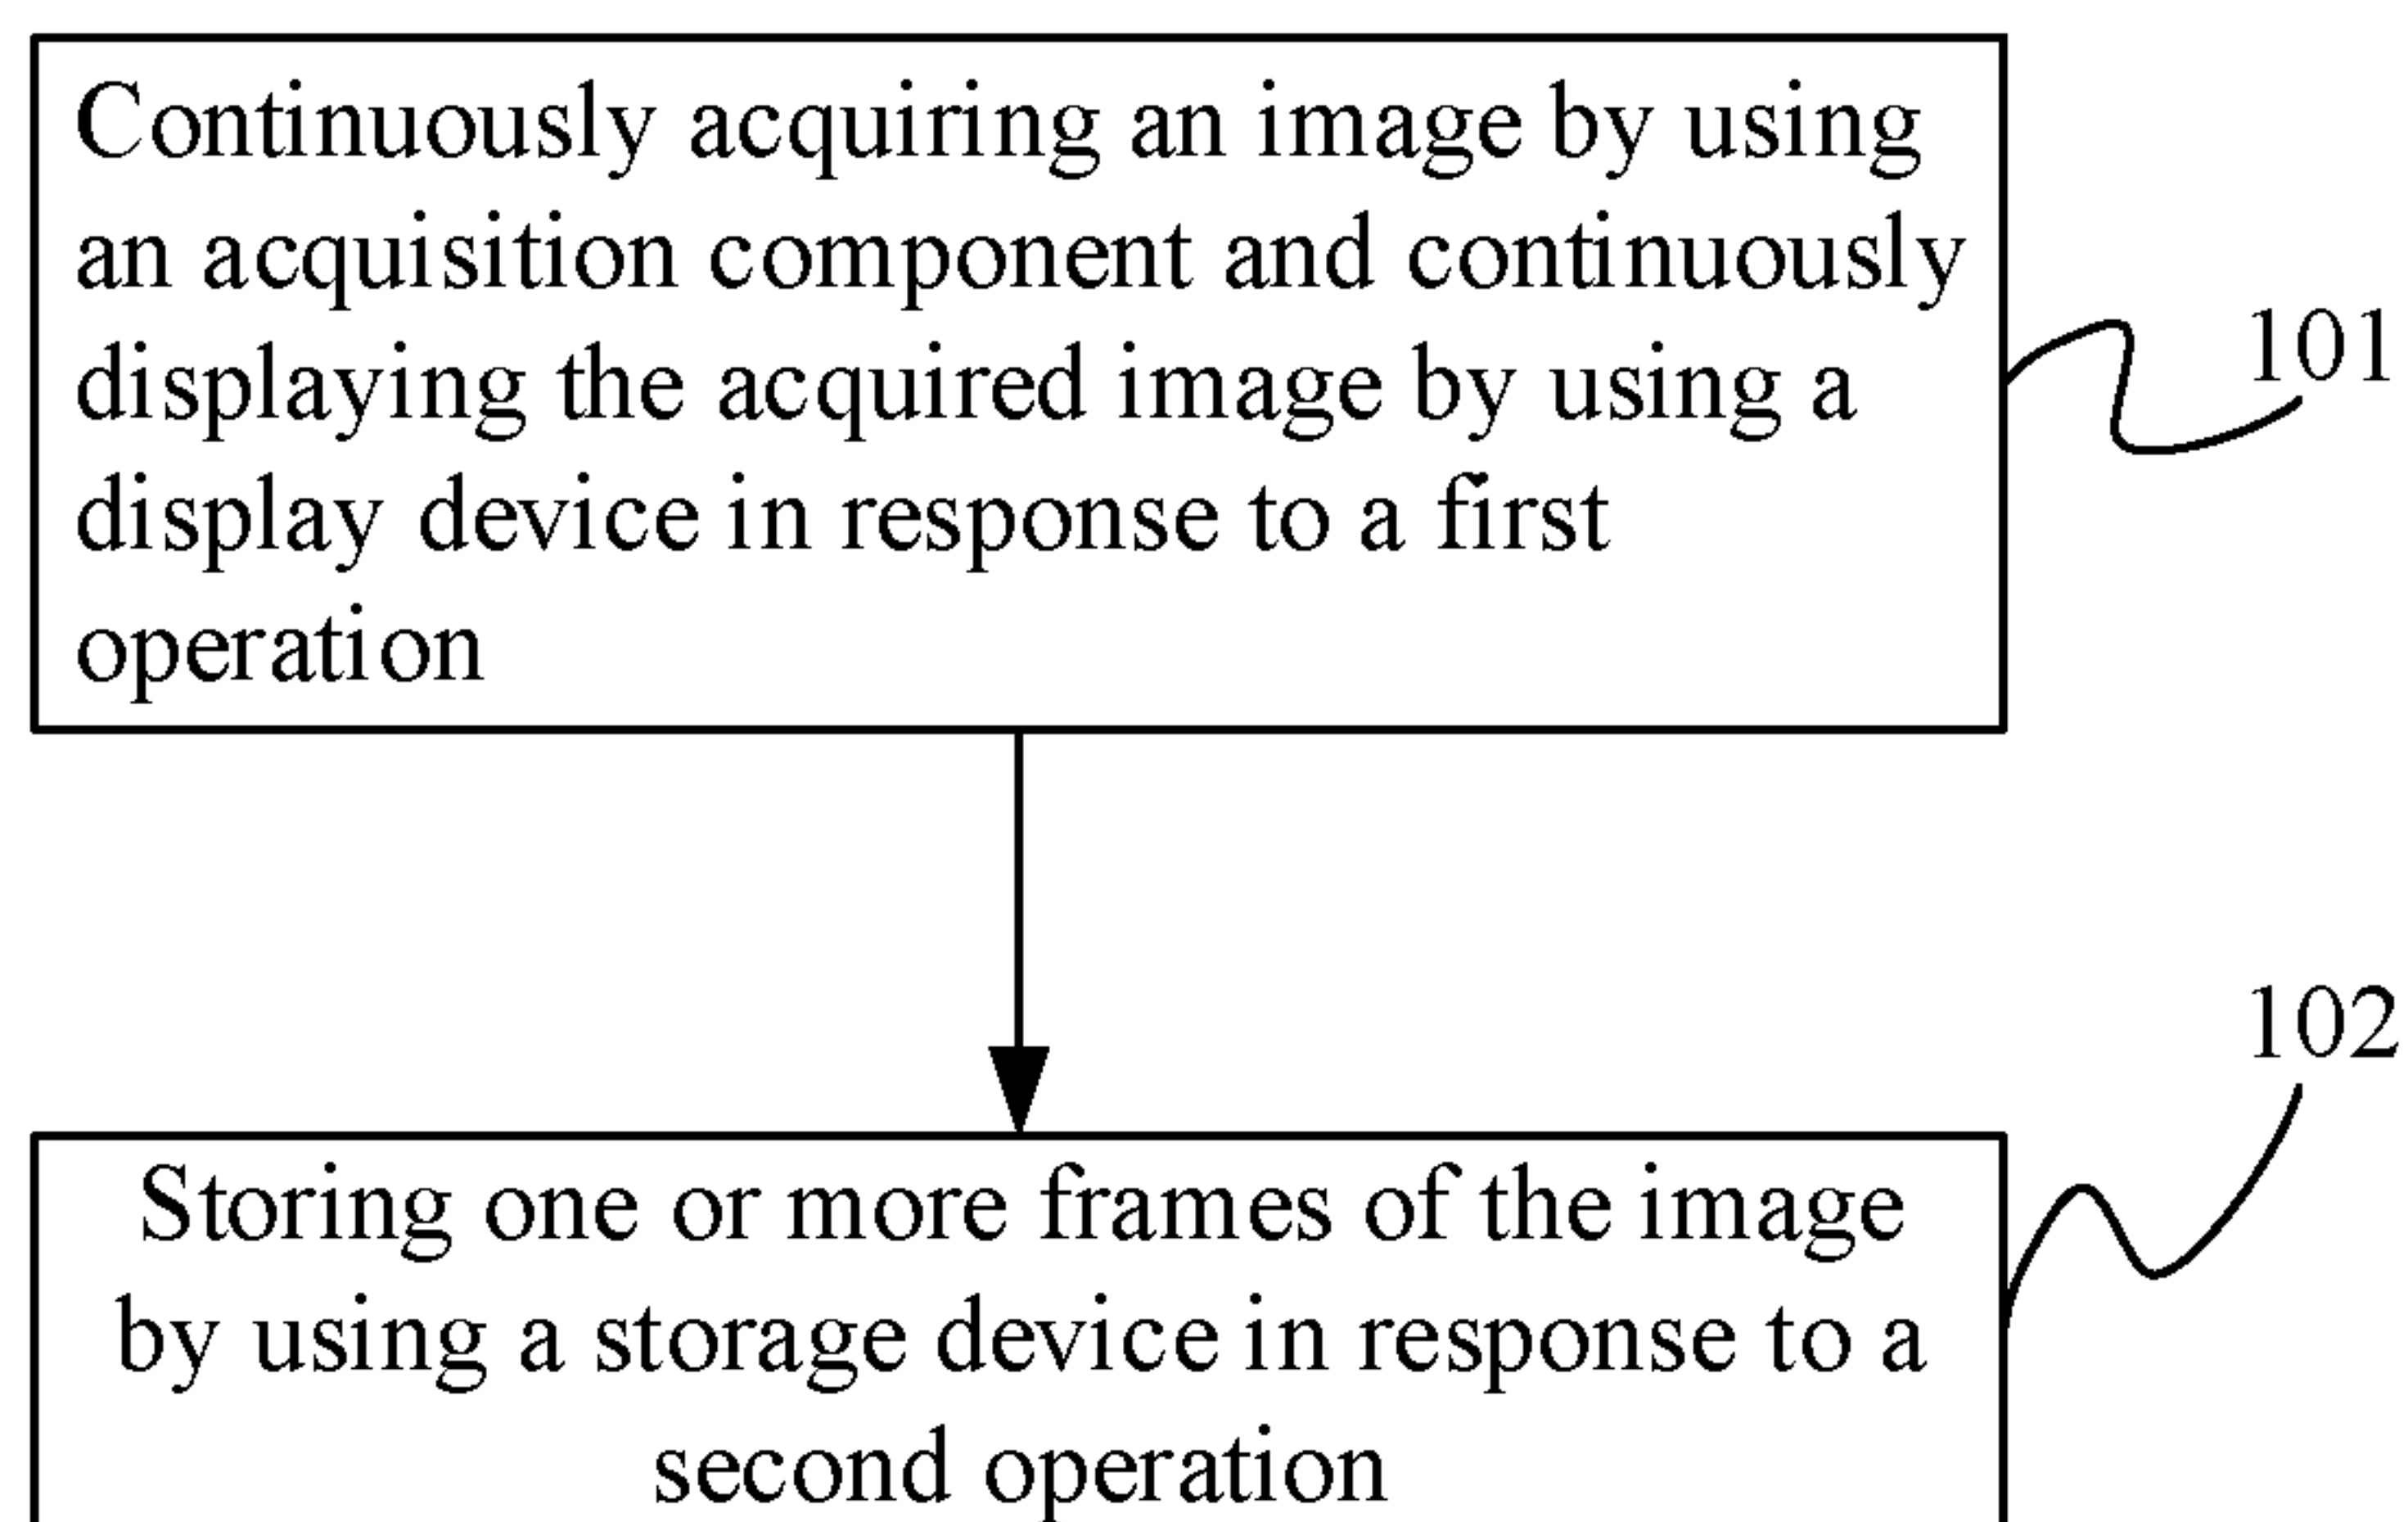 Continuously acquiring an image by using
an acquisition component and continuously
displaying the acquired image by using a
display device in response to a first
operation
101
102
Storing one or more frames of the image
by using a storage device in response to a
second operation